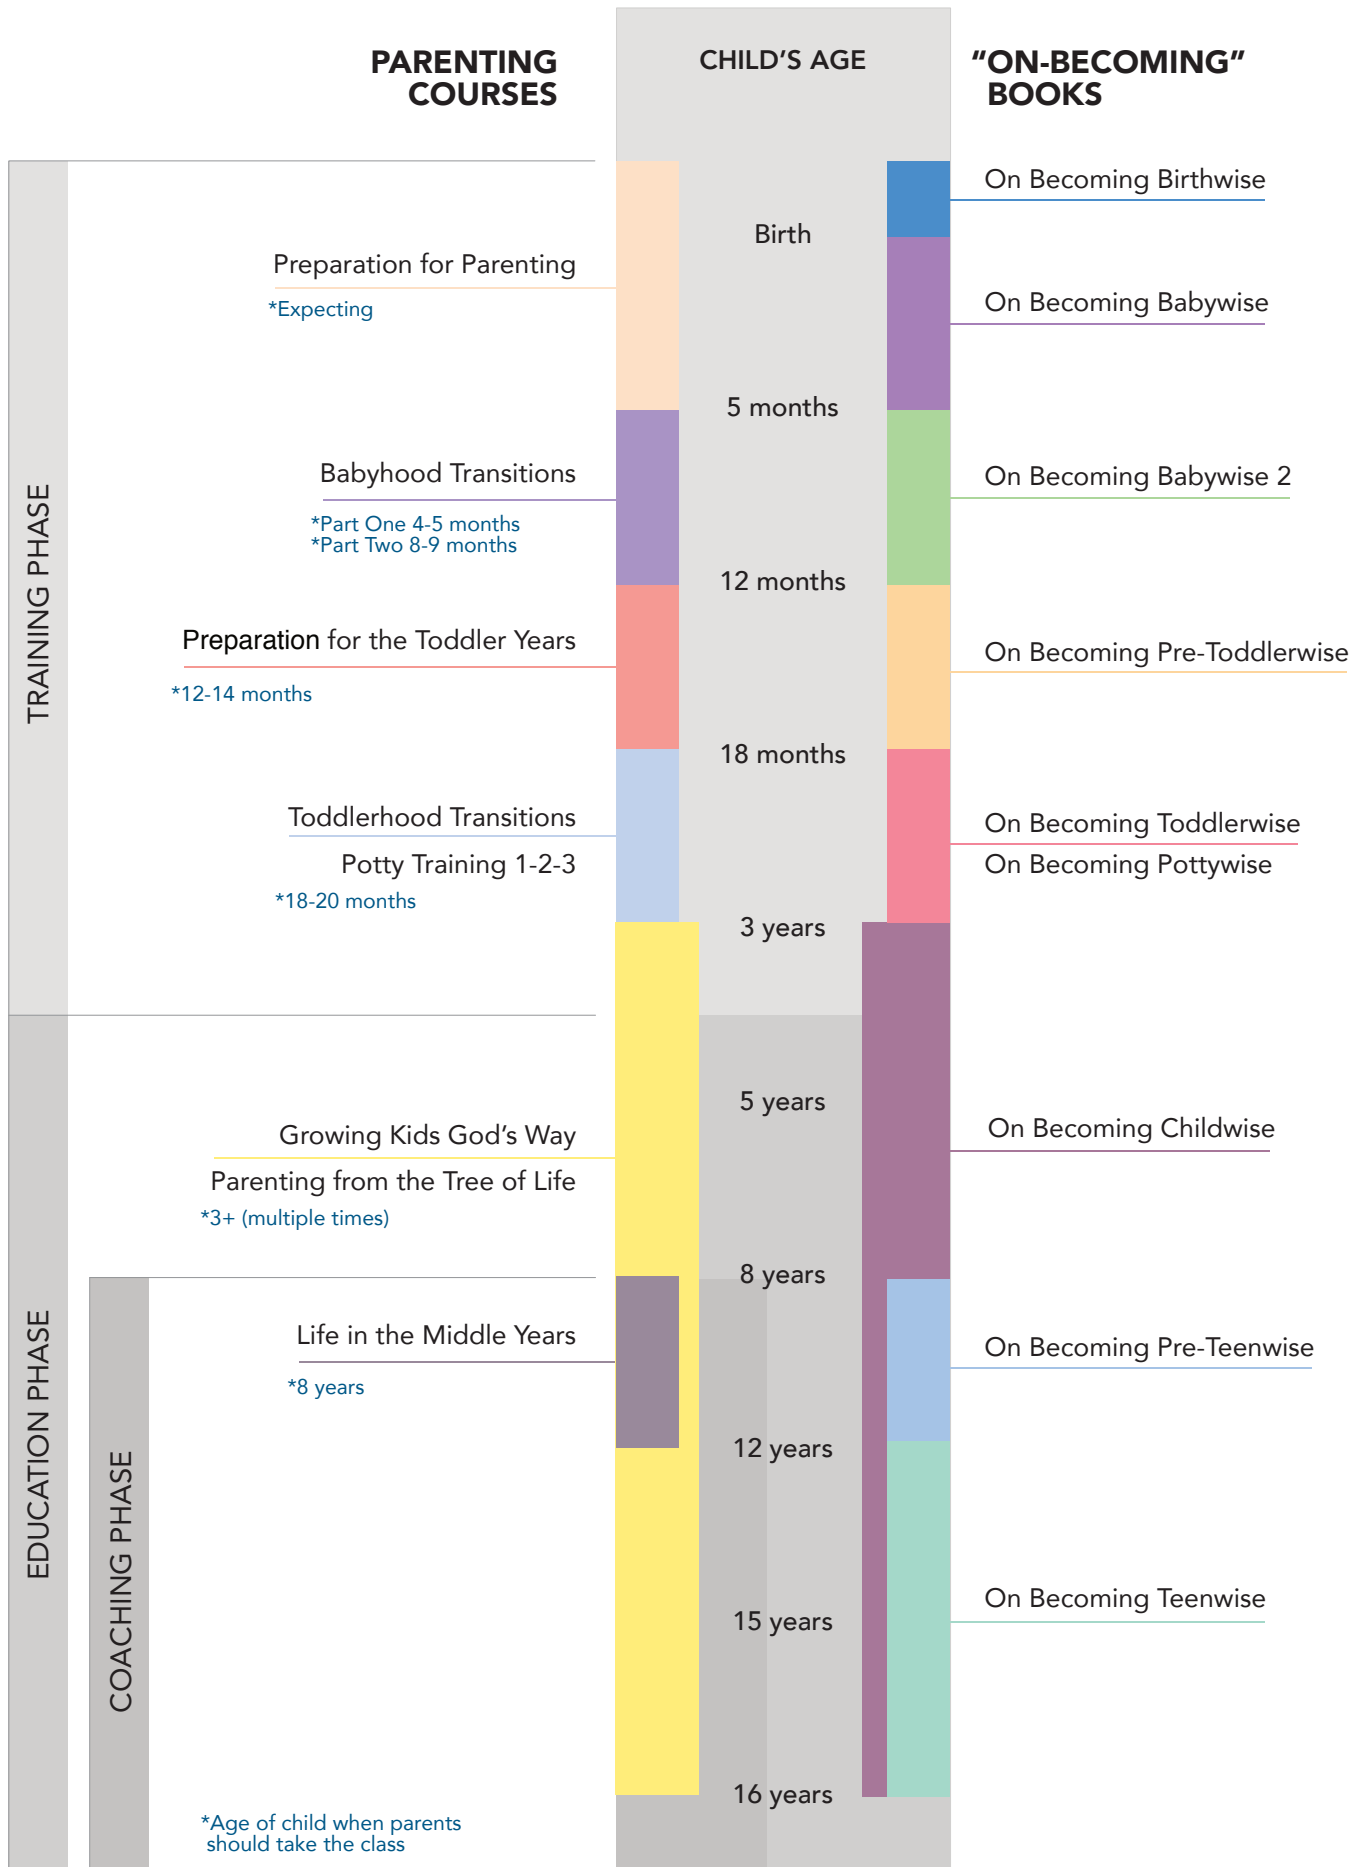 PARENTING
COURSES
CHILD'S AGE
"ON-BECOMING"
BOOKS
TRAINING PHASE
EDUCATION PHASE
COACHING PHASE
Preparation for Parenting
*Expecting
Babyhood Transitions
*Part One 4-5 months
*Part Two 8-9 months
Preparation for the Toddler Years
*12-14 months
Toddlerhood Transitions
Potty Training 1-2-3
*18-20 months
Growing Kids God's Way
Parenting from the Tree of Life
*3+ (multiple times)
Life in the Middle Years
*8 years
*Age of child when parents
should take the class
Birth
5 months
12 months
18 months
3 years
5 years
8 years
12 years
15 years
16 years
On Becoming Birthwise
On Becoming Babywise
On Becoming Babywise 2
On Becoming Pre-Toddlerwise
On Becoming Toddlerwise
On Becoming Pottywise
On Becoming Childwise
On Becoming Pre-Teenwise
On Becoming Teenwise